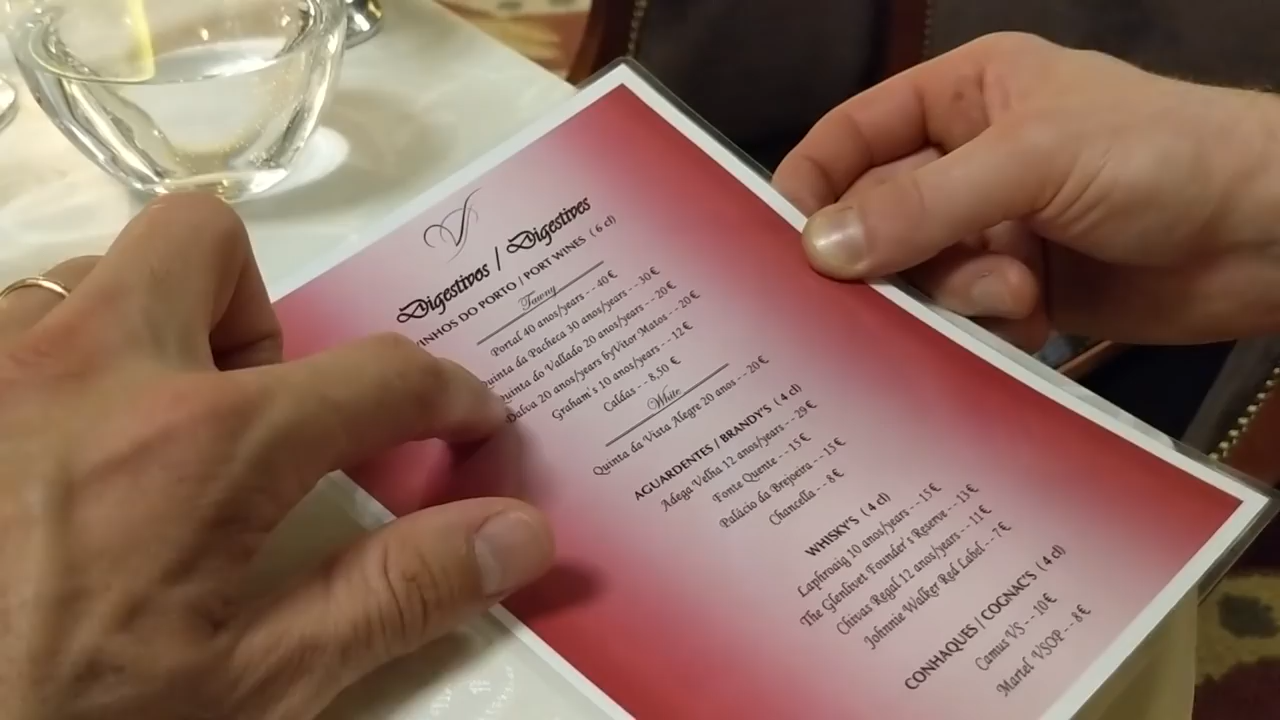 Digestivos / Digestives
VINHOS DO PORTO / PORT WINES (6 cl)
Tawny
Portal 40 anos/years - - 40€
Quinta da Pacheca 30 anos/years - - 30€
Quinta do Vallado 20 anos/years - - 20€
Dalva 20 anos/years by Vitor Matos - - 20€
Graham's 10 anos/years - - 12€
Caldas - - 8,50 €
White
Quinta da Vista Alegre 20 anos - - 20€
AGUARDENTES / BRANDY'S (4 cl)
Adega Velha 12 anos/years - - 29€
Fonte Quente - - 15€
Palácio da Brejoeira - - 15€
Chancella - - 8€
WHISKY'S (4 cl)
Laphroaig 10 anos/years - - 15€
The Glenlivet Founder's Reserve - - 13€
Chivas Regal 12 anos/years - - 11€
Johnnie Walker Red Label - - 7€
CONHAQUES / COGNAC'S (4 cl)
Camus VS - - 10€
Martel VSOP - - 8€